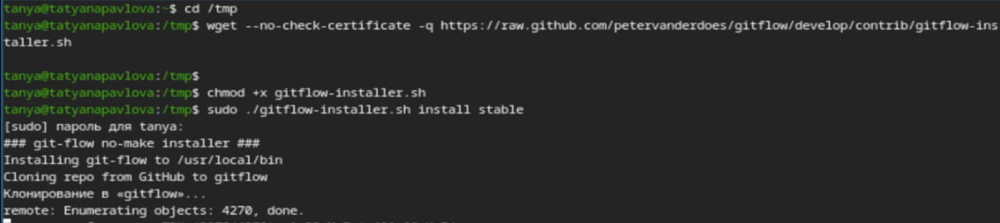 tanya@tatyanapavlova:~$ cd /tmp
tanya@tatyanapavlova:/tmp$ wget --no-check-certificate -q https://raw.github.com/petervanderdoes/gitflow/develop/contrib/gitflow-ins
taller.sh
tanya@tatyanapavlova:/tmp$
tanya@tatyanapavlova:/tmp$ chmod +x gitflow-installer.sh
tanya@tatyanapavlova:/tmp$ sudo ./gitflow-installer.sh install stable
[sudo] пароль для tanya:
### git-flow no-make installer ###
Installing git-flow to /usr/local/bin
Cloning repo from GitHub to gitflow
Клонирование в «gitflow»...
remote: Enumerating objects: 4270, done.